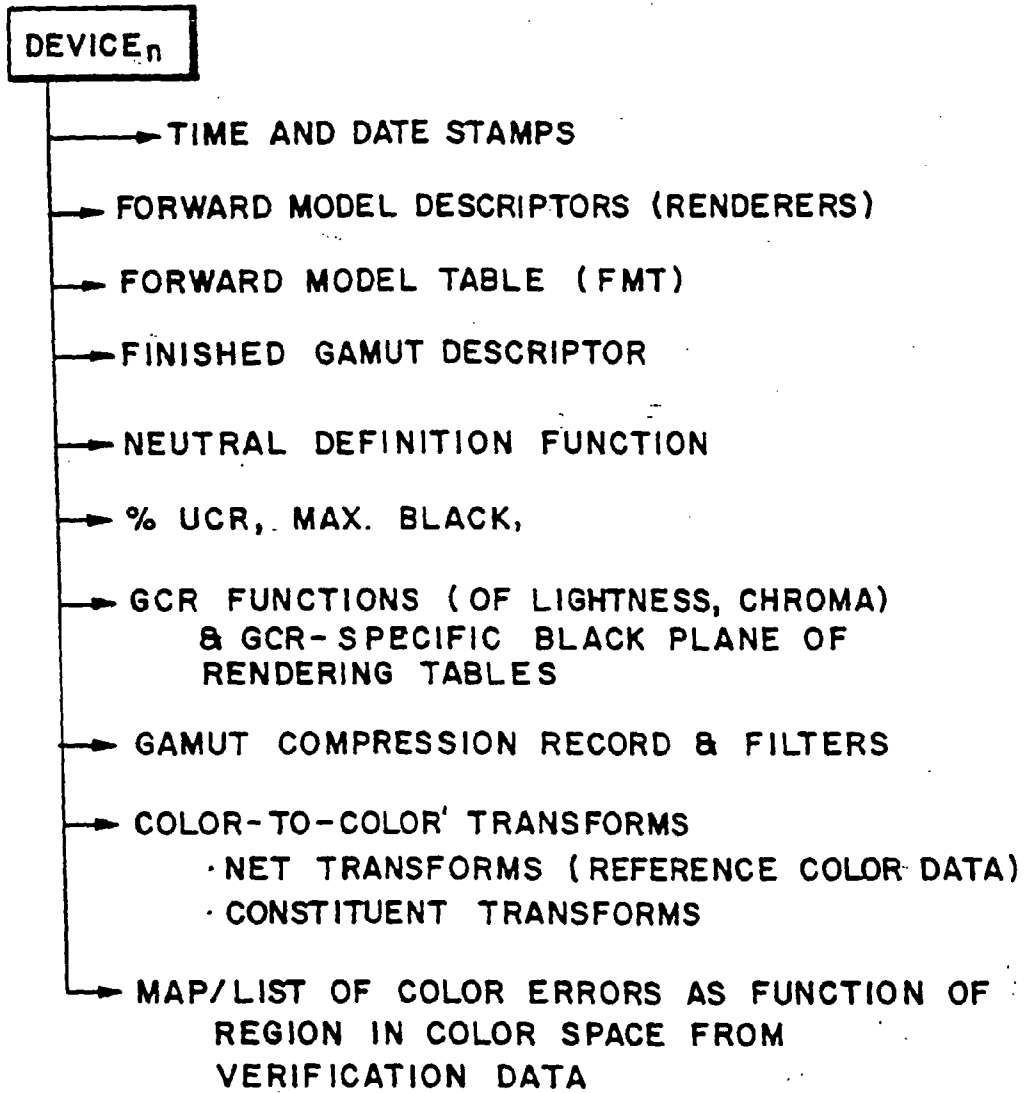 DEVICEn
TIME AND DATE STAMPS
FORWARD MODEL DESCRIPTORS (RENDERERS)
FORWARD MODEL TABLE (FMT)
FINISHED GAMUT DESCRIPTOR
NEUTRAL DEFINITION FUNCTION
% UCR, MAX. BLACK,
GCR FUNCTIONS (OF LIGHTNESS, CHROMA)
& GCR-SPECIFIC BLACK PLANE OF
RENDERING TABLES
GAMUT COMPRESSION RECORD & FILTERS
COLOR-TO-COLOR' TRANSFORMS
· NET TRANSFORMS (REFERENCE COLOR DATA)
· CONSTITUENT TRANSFORMS
MAP/LIST OF COLOR ERRORS AS FUNCTION OF
REGION IN COLOR SPACE FROM
VERIFICATION DATA